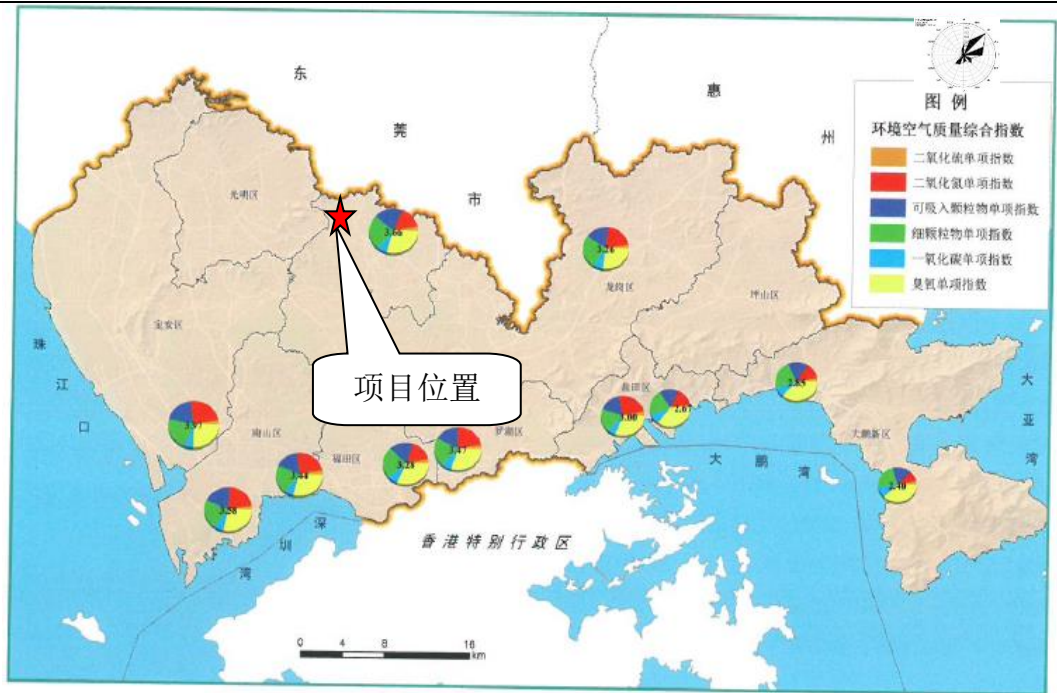 东
莞
市
惠
州
图 例
环境空气质量综合指数
二氧化硫单项指数
二氧化氮单项指数
可吸入颗粒物单项指数
细颗粒物单项指数
一氧化碳单项指数
臭氧单项指数
光明区
3.66
3.26
龙岗区
坪山区
宝安区
珠
江
口
项目位置
3.97
南山区
福田区
罗湖区
盐田区
3.00
2.67
2.85
大鹏新区
大
亚
湾
3.58
3.44
3.28
3.47
2.40
大 鹏 湾
深
圳
湾
香港特别行政区
0 4 8 16
km